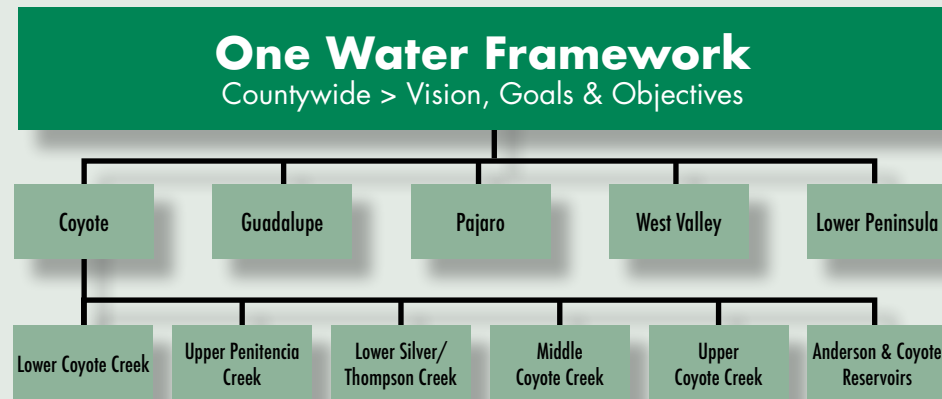 One Water Framework
Countywide > Vision, Goals & Objectives
Coyote
Guadalupe
Pajaro
West Valley
Lower Peninsula
Lower Coyote Creek
Upper Penitencia
Creek
Lower Silver/
Thompson Creek
Middle
Coyote Creek
Upper
Coyote Creek
Anderson & Coyote
Reservoirs